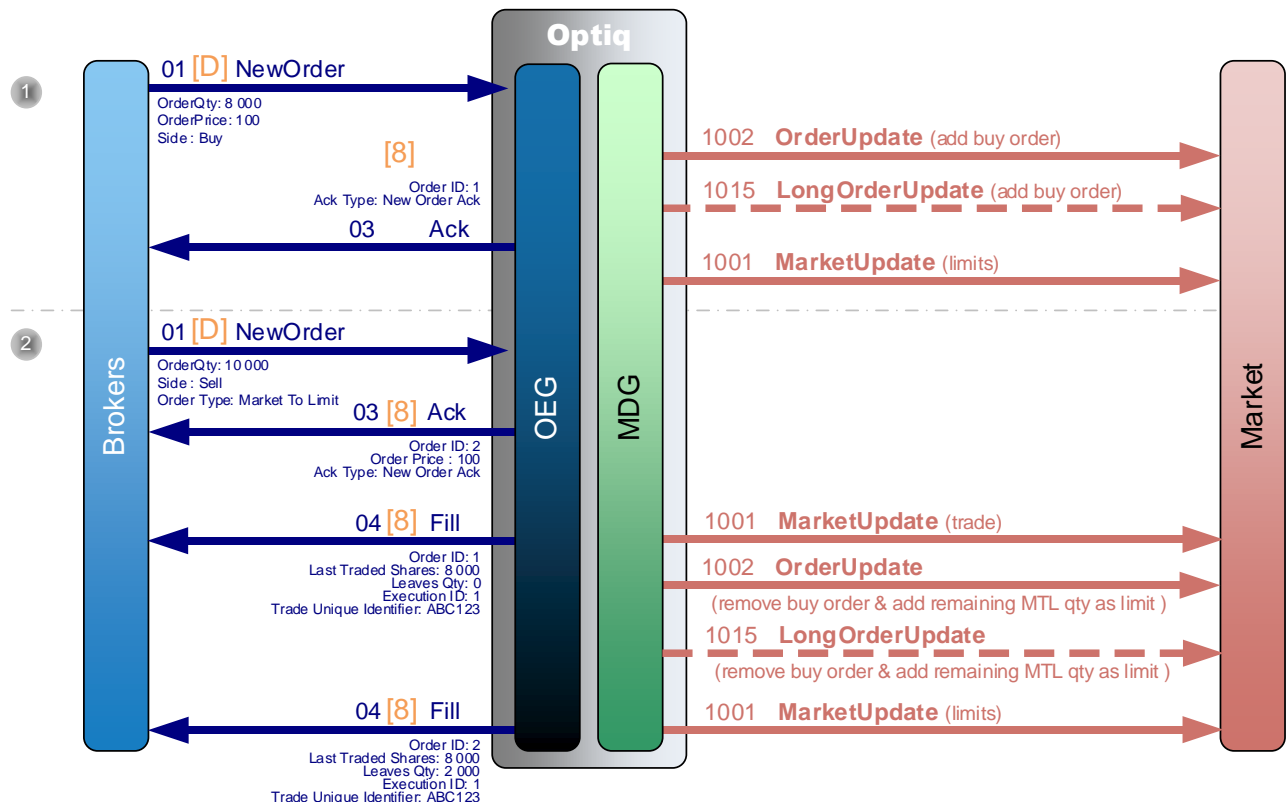 Optiq
1
01 [D] NewOrder
OrderQty: 8 000
OrderPrice: 100
Side : Buy
[8]
Order ID: 1
Ack Type: New Order Ack
03 Ack
1002 OrderUpdate (add buy order)
1015 LongOrderUpdate (add buy order)
1001 MarketUpdate (limits)
2
01 [D] NewOrder
OrderQty: 10 000
Side : Sell
Order Type: Market To Limit
03 [8] Ack
Order ID: 2
Order Price : 100
Ack Type: New Order Ack
Brokers
OEG
MDG
Market
04 [8] Fill
Order ID: 1
Last Traded Shares: 8 000
Leaves Qty: 0
Execution ID: 1
Trade Unique Identifier: ABC123
1001 MarketUpdate (trade)
1002 OrderUpdate
(remove buy order & add remaining MTL qty as limit )
1015 LongOrderUpdate
(remove buy order & add remaining MTL qty as limit )
04 [8] Fill
1001 MarketUpdate (limits)
Order ID: 2
Last Traded Shares: 8 000
Leaves Qty: 2 000
Execution ID: 1
Trade Unique Identifier: ABC123